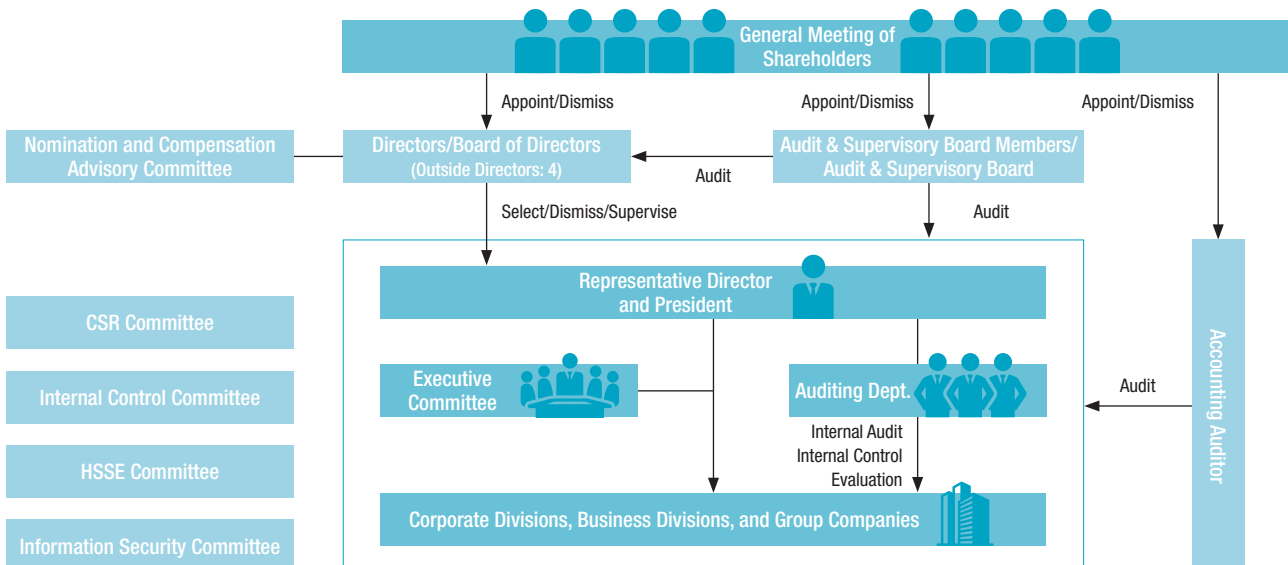 General Meeting of
Shareholders
Appoint/Dismiss
Appoint/Dismiss
Appoint/Dismiss
Nomination and Compensation
Advisory Committee
Directors/Board of Directors
(Outside Directors: 4)
Audit
Audit & Supervisory Board Members/
Audit & Supervisory Board
Select/Dismiss/Supervise
Audit
Representative Director
and President
CSR Committee
Executive
Committee
Auditing Dept.
Audit
Accounting Auditor
Internal Control Committee
Internal Audit
Internal Control
Evaluation
HSSE Committee
Corporate Divisions, Business Divisions, and Group Companies
Information Security Committee